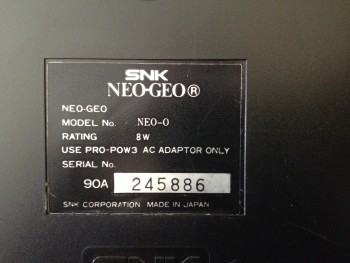 SNK
NEO·GEO®
NEO-GEO
MODEL No. NEO-O
RATING 8W
USE PRO-POW3 AC ADAPTOR ONLY
SERIAL No.
90A 245886
SNK CORPORATION MADE IN JAPAN
SNK